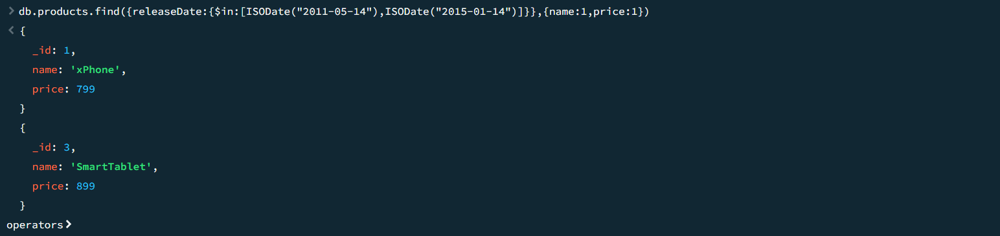 db.products.find({releaseDate:{$in:[ISODate("2011-05-14"),ISODate("2015-01-14")]}},{name:1,price:1})
{
_id: 1,
name: 'xPhone',
price: 799
}
{
_id: 3,
name: 'SmartTablet',
price: 899
}
operators>